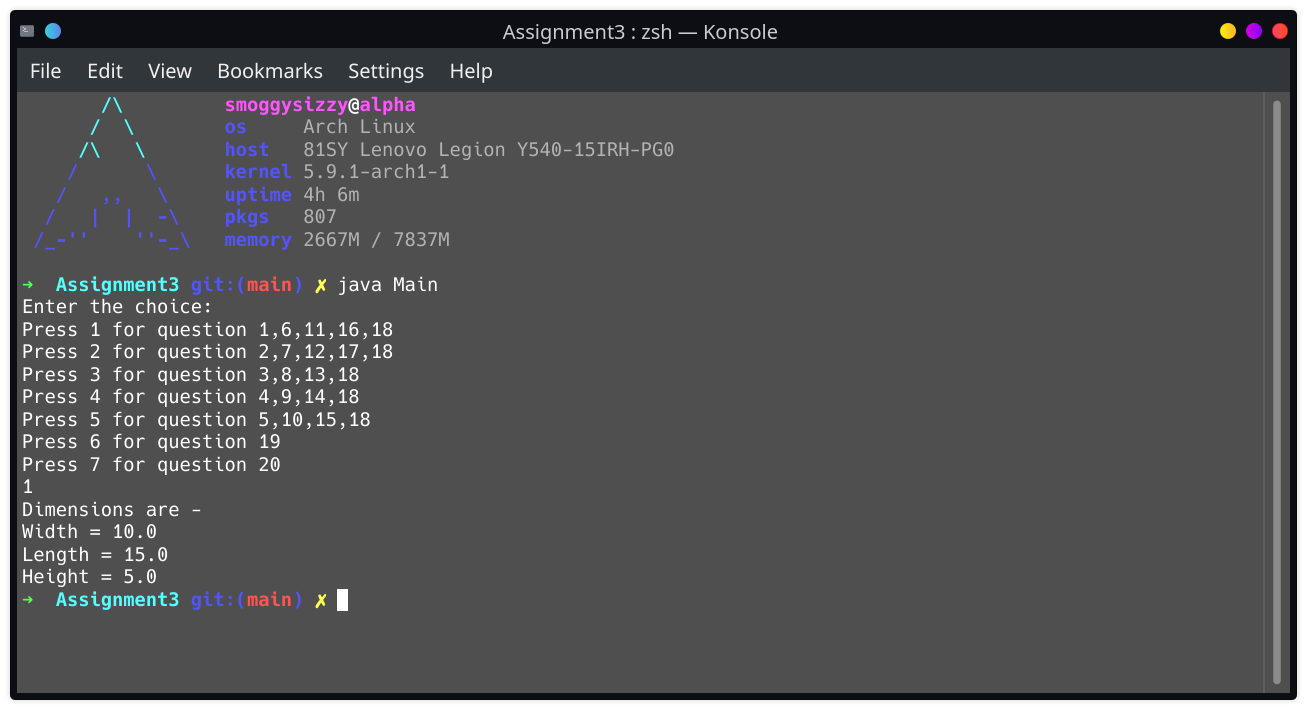 Assignment3 : zsh — Konsole
File Edit View Bookmarks Settings Help
smoggysizzy@alpha
os Arch Linux
host 81SY Lenovo Legion Y540-15IRH-PG0
kernel 5.9.1-arch1-1
uptime 4h 6m
pkgs 807
memory 2667M / 7837M
➜ Assignment3 git:(main) ✗ java Main
Enter the choice:
Press 1 for question 1,6,11,16,18
Press 2 for question 2,7,12,17,18
Press 3 for question 3,8,13,18
Press 4 for question 4,9,14,18
Press 5 for question 5,10,15,18
Press 6 for question 19
Press 7 for question 20
1
Dimensions are -
Width = 10.0
Length = 15.0
Height = 5.0
➜ Assignment3 git:(main) ✗